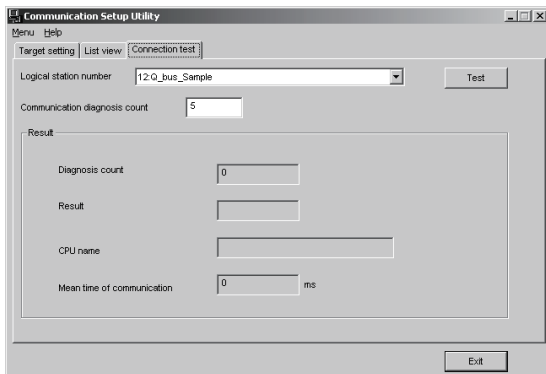 Communication Setup Utility
Menu Help
Target setting List view Connection test
Logical station number 12:Q_bus_Sample Test
Communication diagnosis count 5
Result
Diagnosis count 0
Result
CPU name
Mean time of communication 0 ms
Exit